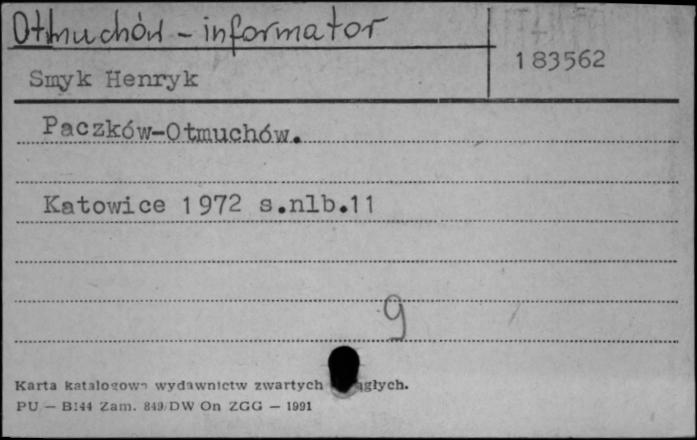 Otmuchów - informator
Smyk Henryk
183562
Paczków-Otmuchów.
Katowice 1972 s.nlb.11
9
Karta katalogowa wydawnictw zwartych
PU — B144 Zam. 849/DW On ZGG — 1991